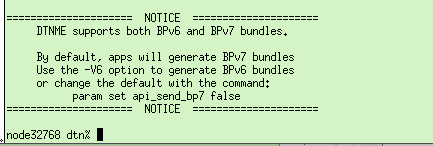 ==================== NOTICE ====================
DTNME supports both BPv6 and BPv7 bundles.
By default, apps will generate BPv7 bundles
Use the -V6 option to generate BPv6 bundles
or change the default with the command:
param set api_send_bp7 false
==================== NOTICE ====================
node32768 dtn%